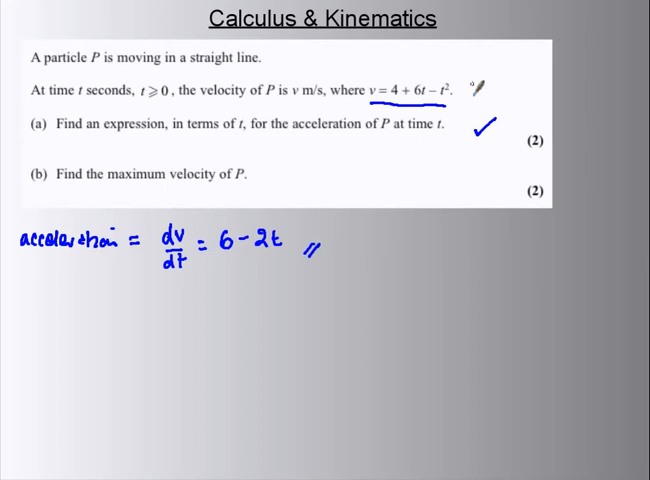 Calculus & Kinematics
A particle P is moving in a straight line.
At time t seconds, t ⩾ 0, the velocity of P is v m/s, where v = 4 + 6t – t².
(a) Find an expression, in terms of t, for the acceleration of P at time t.
(2)
(b) Find the maximum velocity of P.
(2)
acceleration = dv/dt = 6 - 2t //